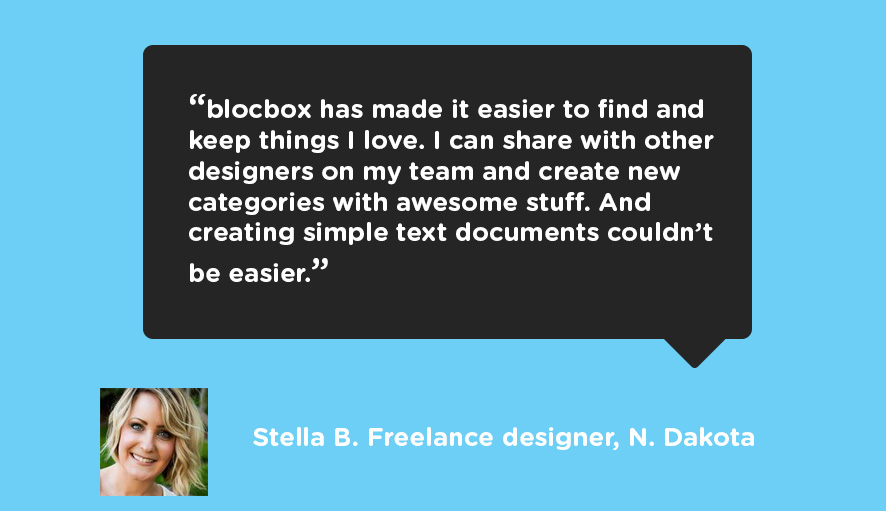 “blocbox has made it easier to find and
keep things I love. I can share with other
designers on my team and create new
categories with awesome stuff. And
creating simple text documents couldn’t
be easier.”
Stella B. Freelance designer, N. Dakota